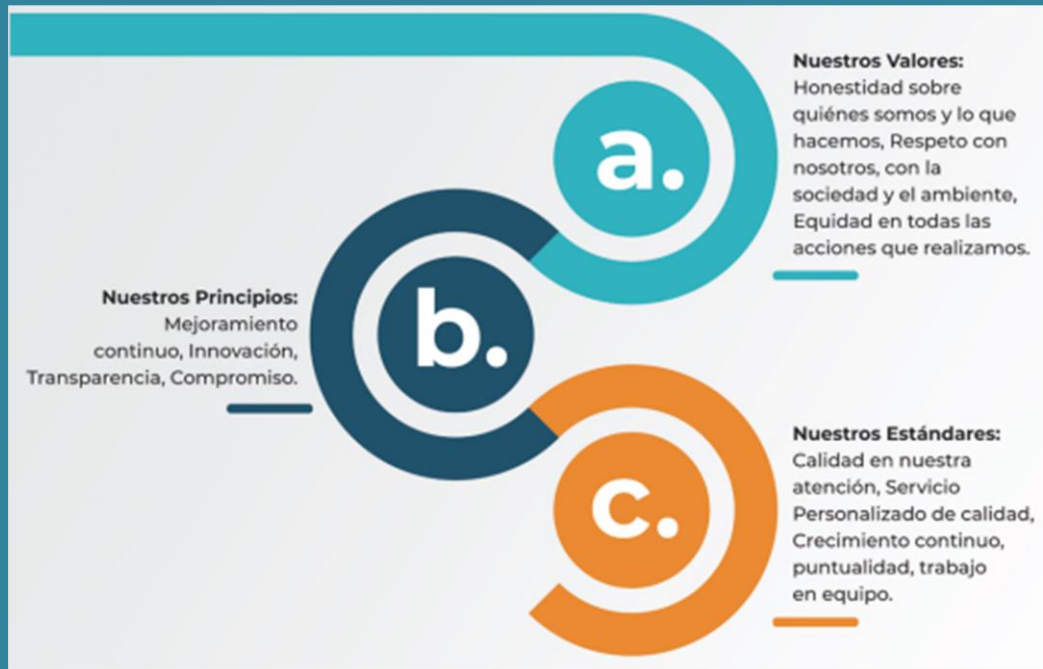 a.
Nuestros Valores:
Honestidad sobre
quiénes somos y lo que
hacemos, Respeto con
nosotros, con la
sociedad y el ambiente,
Equidad en todas las
acciones que realizamos.
b.
Nuestros Principios:
Mejoramiento
continuo, Innovación,
Transparencia, Compromiso.
c.
Nuestros Estándares:
Calidad en nuestra
atención, Servicio
Personalizado de calidad,
Crecimiento continuo,
puntualidad, trabajo
en equipo.